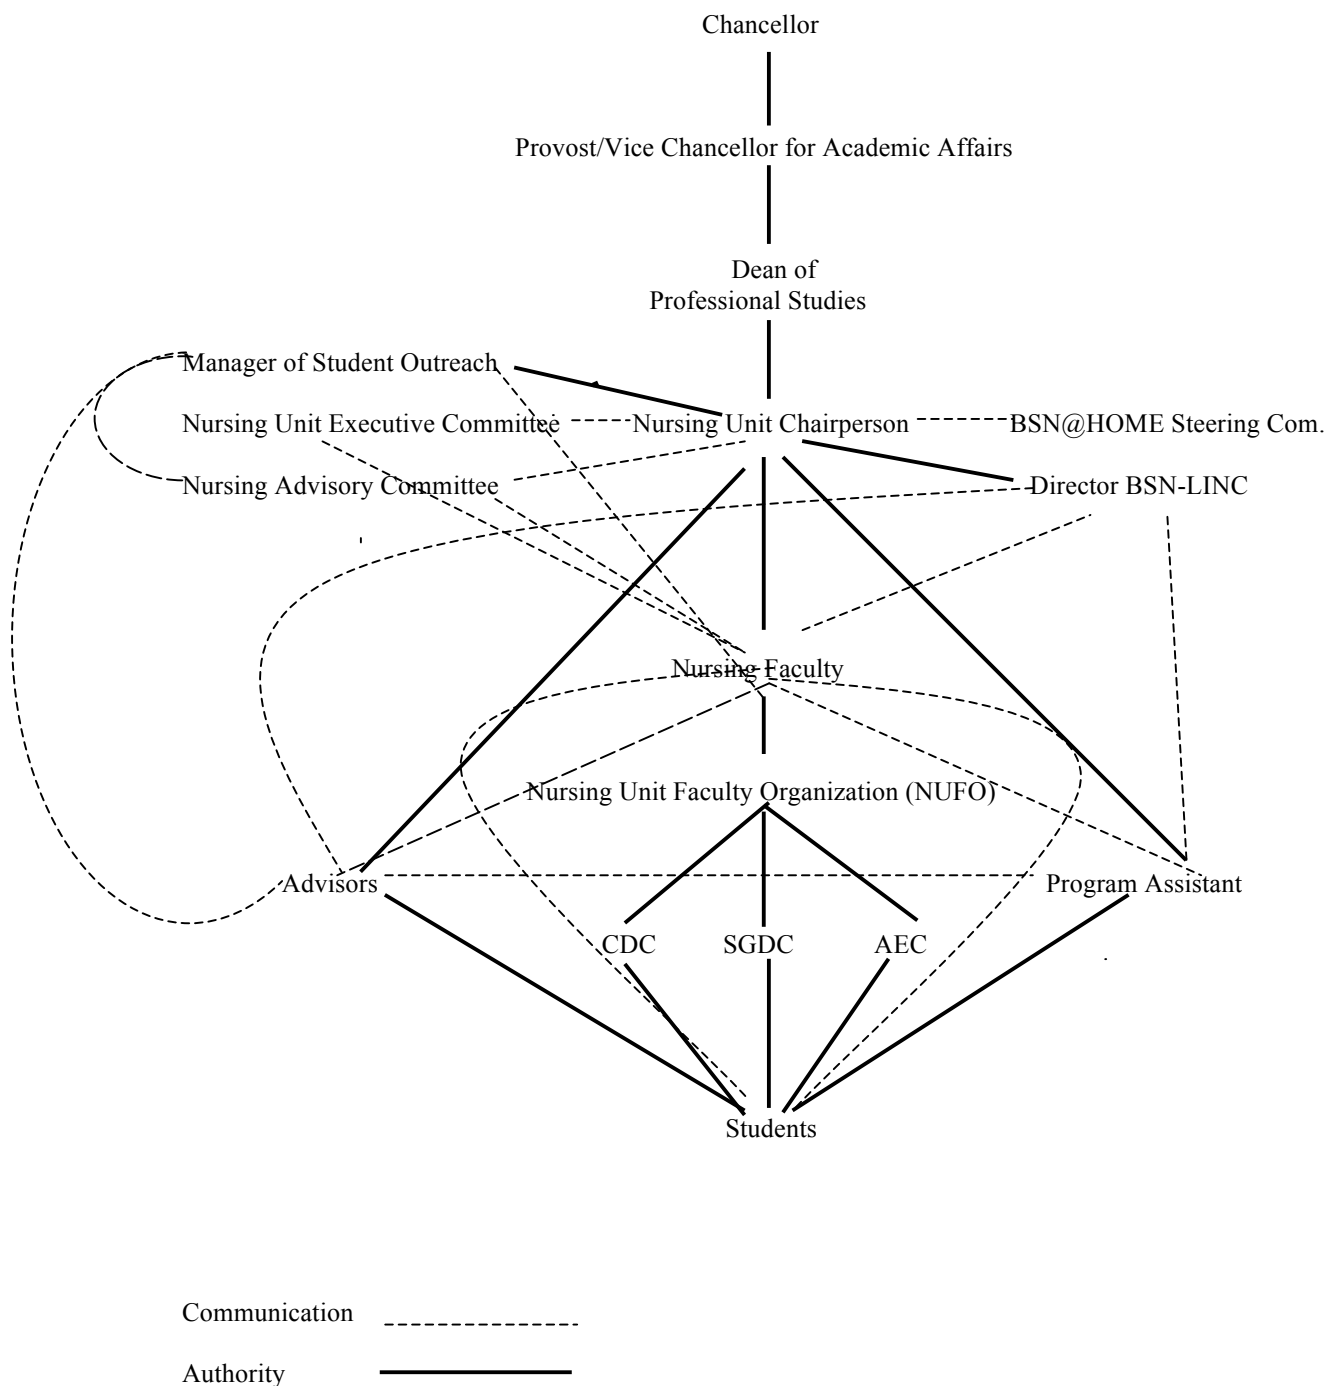 Chancellor
Provost/Vice Chancellor for Academic Affairs
Dean of
Professional Studies
Manager of Student Outreach
Nursing Unit Executive Committee
Nursing Unit Chairperson
BSN@HOME Steering Com.
Nursing Advisory Committee
Director BSN-LINC
Nursing Faculty
Nursing Unit Faculty Organization (NUFO)
Advisors
Program Assistant
CDC
SGDC
AEC
Students
Communication
Authority